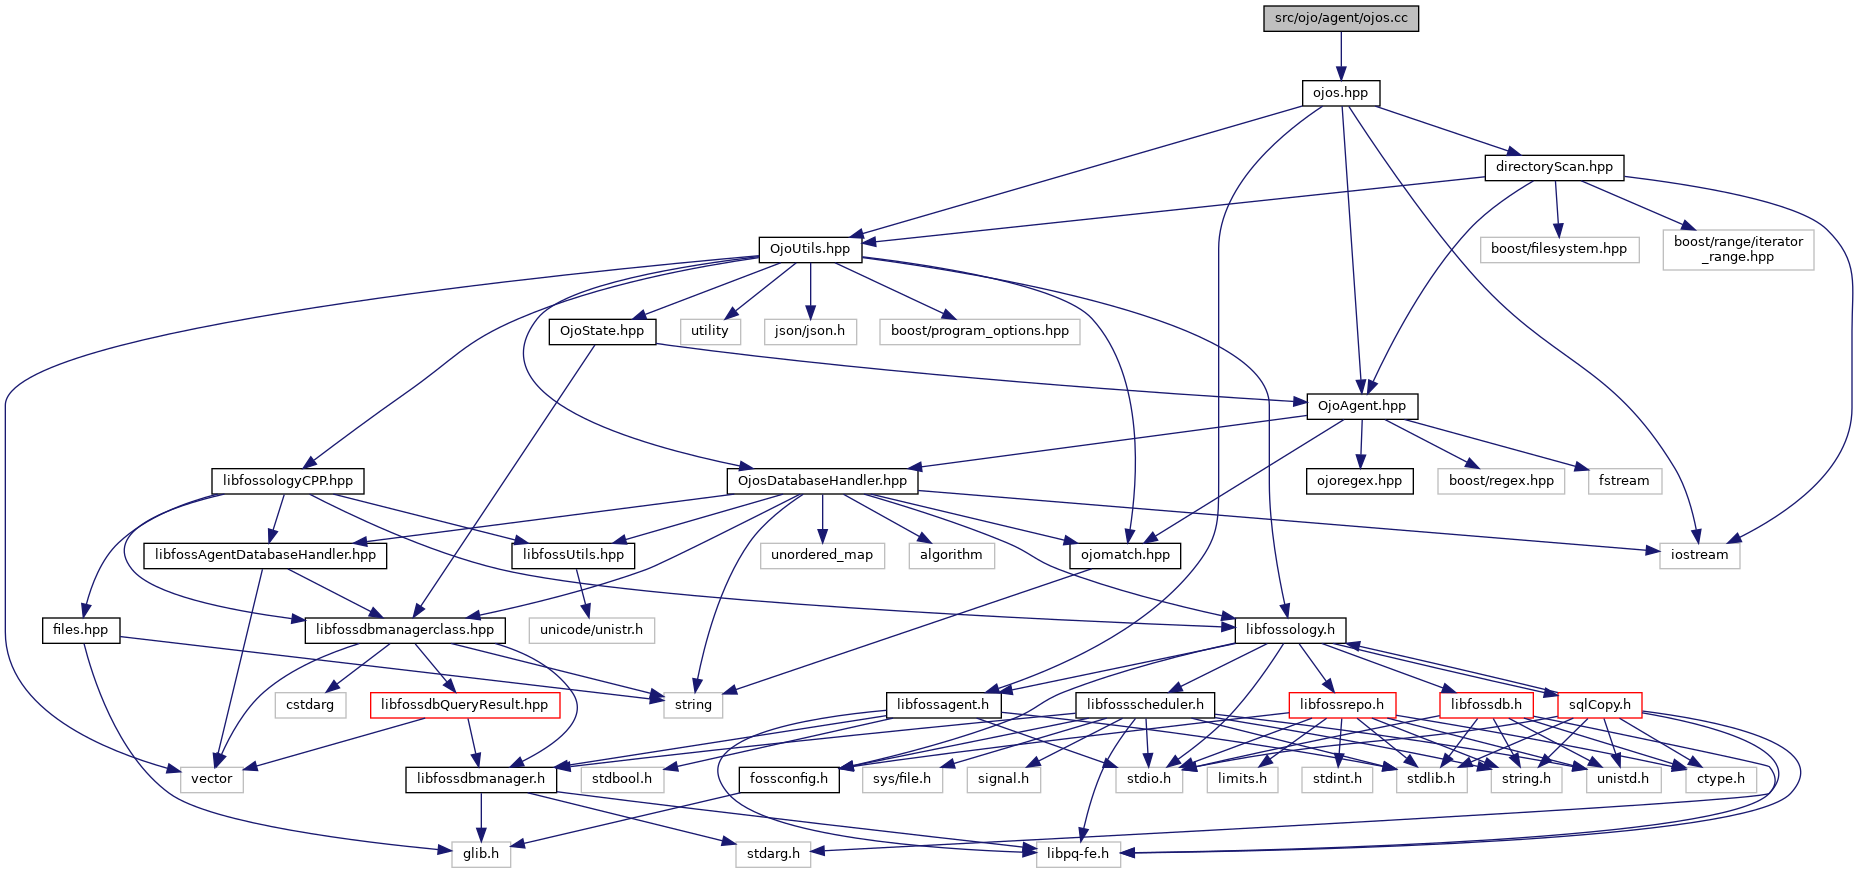 src/ojo/agent/ojos.cc
ojos.hpp
directoryScan.hpp
OjoUtils.hpp
boost/filesystem.hpp
boost/range/iterator
_range.hpp
OjoState.hpp
utility
json/json.h
boost/program_options.hpp
OjoAgent.hpp
libfossologyCPP.hpp
OjosDatabaseHandler.hpp
ojoregex.hpp
boost/regex.hpp
fstream
libfossAgentDatabaseHandler.hpp
libfossUtils.hpp
unordered_map
algorithm
ojomatch.hpp
iostream
files.hpp
libfossdbmanagerclass.hpp
unicode/unistr.h
libfossology.h
cstdarg
libfossdbQueryResult.hpp
string
libfossagent.h
libfossscheduler.h
libfossrepo.h
libfossdb.h
sqlCopy.h
vector
libfossdbmanager.h
stdbool.h
fossconfig.h
sys/file.h
signal.h
stdio.h
limits.h
stdint.h
stdlib.h
string.h
unistd.h
ctype.h
glib.h
stdarg.h
libpq-fe.h